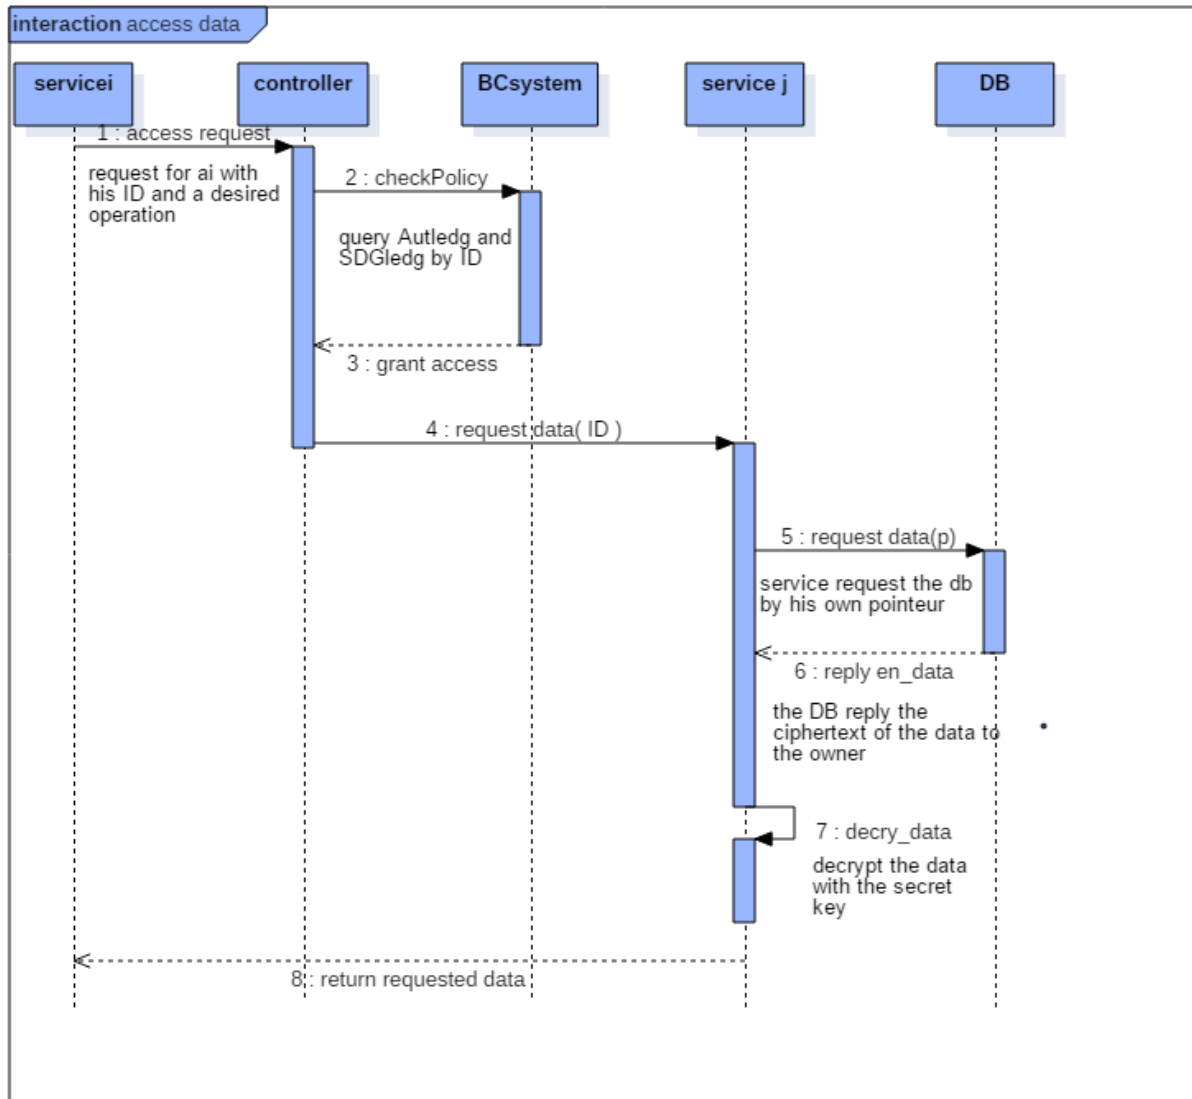 interaction access data
servicei
controller
BCsystem
service j
DB
1 : access request
request for ai with
his ID and a desired
operation
2 : checkPolicy
query Autledg and
SDGledg by ID
3 : grant access
4 : request data( ID )
5 : request data(p)
service request the db
by his own pointeur
6 : reply en_data
the DB reply the
ciphertext of the data to
the owner
7 : decry_data
decrypt the data
with the secret
key
8 : return requested data